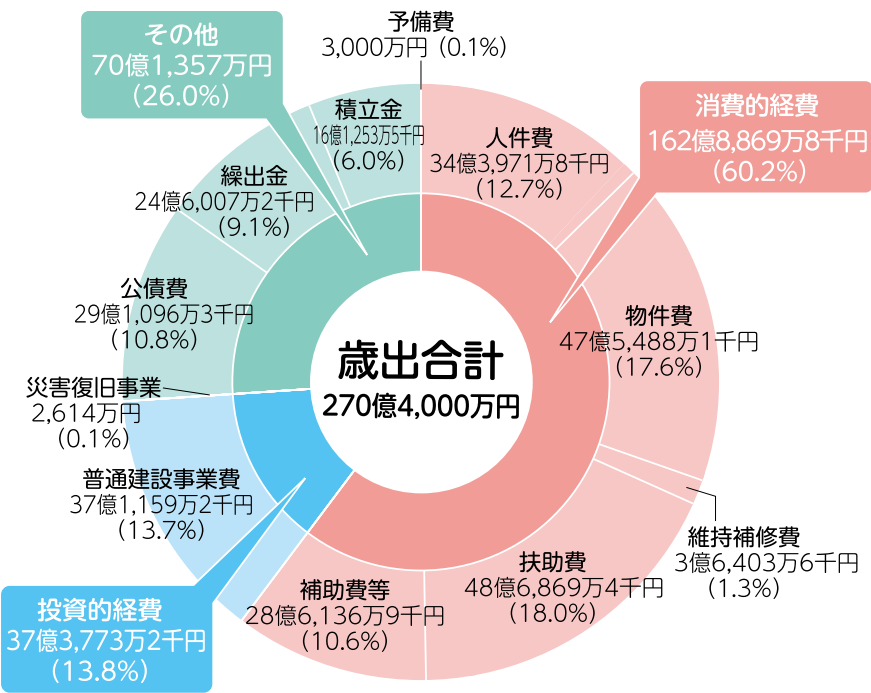 歳出合計
270億4,000万円
消費的経費
162億8,869万8千円
(60.2%)
人件費
34億3,971万8千円
(12.7%)
物件費
47億5,488万1千円
(17.6%)
維持補修費
3億6,403万6千円
(1.3%)
扶助費
48億6,869万4千円
(18.0%)
補助費等
28億6,136万9千円
(10.6%)
投資的経費
37億3,773万2千円
(13.8%)
普通建設事業費
37億1,159万2千円
(13.7%)
災害復旧事業
2,614万円
(0.1%)
その他
70億1,357万円
(26.0%)
公債費
29億1,096万3千円
(10.8%)
繰出金
24億6,007万2千円
(9.1%)
積立金
16億1,253万5千円
(6.0%)
予備費
3,000万円 (0.1%)